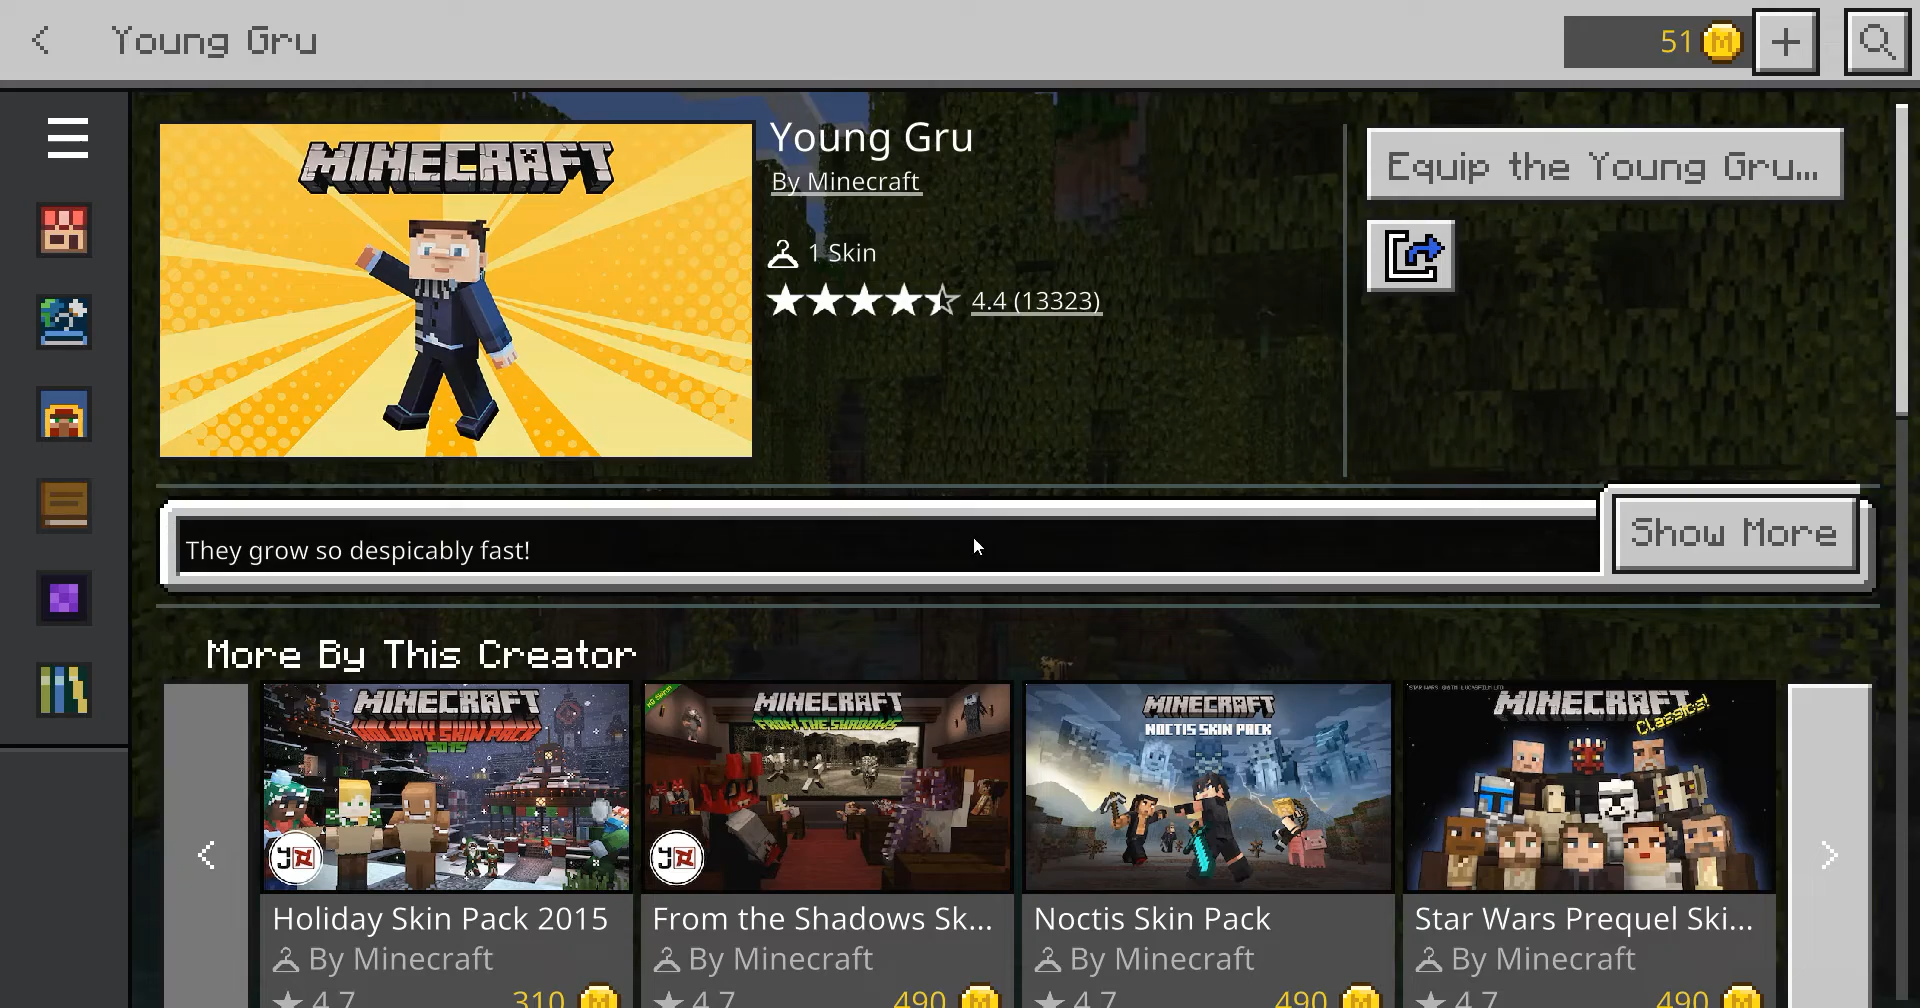 Young Gru
51
MINECRAFT
Young Gru
By Minecraft
1 Skin
4.4 (13323)
Equip the Young Gru...
They grow so despicably fast!
Show More
More By This Creator
MINECRAFT
HOLIDAY SKIN PACK
2015
MINECRAFT
FROM THE SHADOWS
MINECRAFT
NOCTIS SKIN PACK
MINECRAFT
Classics!
Holiday Skin Pack 2015
By Minecraft
4.7
310
From the Shadows Sk...
By Minecraft
4.7
490
Noctis Skin Pack
By Minecraft
4.7
490
Star Wars Prequel Ski...
By Minecraft
4.7
490